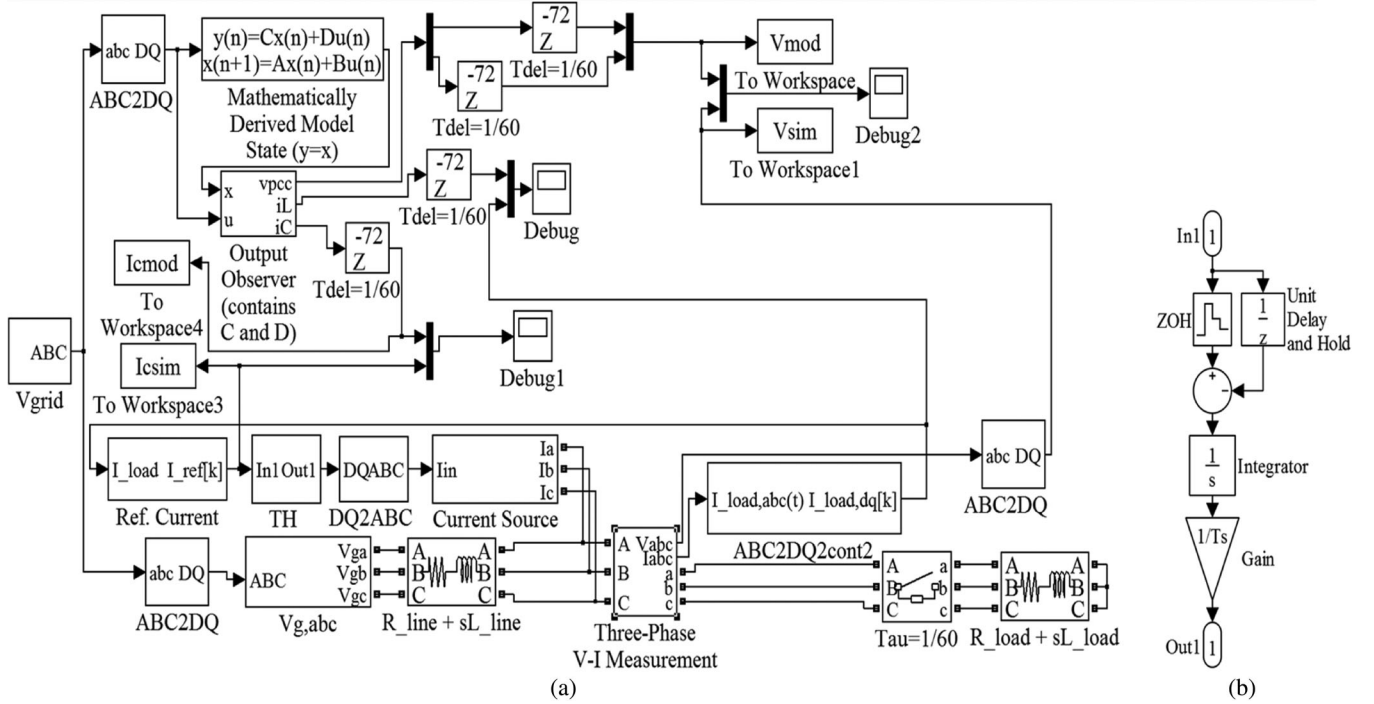 abc DQ
ABC2DQ
y(n)=Cx(n)+Du(n)
x(n+1)=Ax(n)+Bu(n)
Mathematically
Derived Model
State (y=x)
-72
Z
Tdel=1/60
-72
Z
Tdel=1/60
Vmod
To Workspace
Vsim
To Workspace1
Debug2
x
u
vpcc
iL
iC
Output
Observer
(contains
C and D)
-72
Z
Tdel=1/60
-72
Z
Tdel=1/60
Debug
Icmod
To
Workspace4
Icsim
To Workspace3
Debug1
ABC
Vgrid
I_load I_ref[k]
Ref. Current
In1 Out1
TH
DQABC
DQ2ABC
Iin
Ia
Ib
Ic
Current Source
abc DQ
ABC2DQ
ABC
Vga
Vgb
Vgc
Vg,abc
A A
B B
C C
R_line + sL_line
A
B
C
Vabc
Iabc
a
b
c
Three-Phase
V-I Measurement
I_load,abc(t) I_load,dq[k]
ABC2DQ2cont2
abc DQ
ABC2DQ
A a
B b
C c
Tau=1/60
A A
B B
C C
R_load + sL_load
(a)
In1 1
ZOH
1
z
Unit
Delay
and Hold
+
-
1
s
Integrator
1/Ts
Gain
Out1 1
(b)